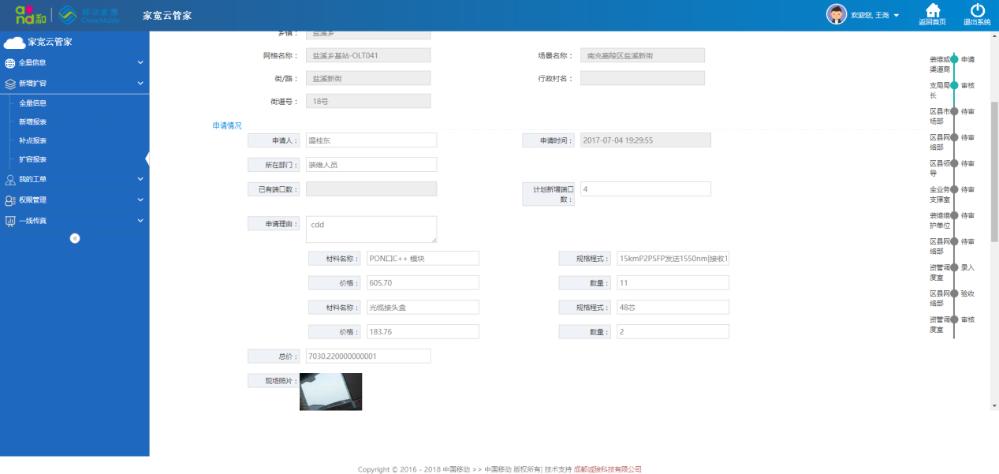 and和 移动家宽 China Mobile 家宽云管家 欢迎您, 王尧 返回首页 退出系统
家宽云管家
全量信息
新增扩容
全量信息
新增报表
补点报表
扩容报表
我的工单
权限管理
一线传真
乡镇： 盐溪乡
网格名称： 盐溪乡基站-OLT041 场景名称： 南充嘉陵区盐溪新街
街/路： 盐溪新街 行政村名：
街道号： 18号
申请情况
申请人： 温桂东 申请时间： 2017-07-04 19:29:55
所在部门： 装维人员
已有端口数： 计划新增端口
数： 4
申请理由： cdd
材料名称： PON口C++ 模块 规格程式： 15kmP2PSFP发送1550nm|接收1
价格： 605.70 数量： 11
材料名称： 光缆接头盒 规格程式： 48芯
价格： 183.76 数量： 2
总价： 7030.220000000001
现场照片：
装维或 申请
渠道商
支局局 审核
长
区县市 待审
场部
区县网 待审
络部
区县领 待审
导
全业务 待审
支撑室
装维维 待审
护单位
区县网 待审
络部
资管调 录入
度室
区县网 验收
络部
资管调 审核
度室
Copyright © 2016 - 2018 中国移动 >> 中国移动 版权所有| 技术支持 成都诚骏科技有限公司